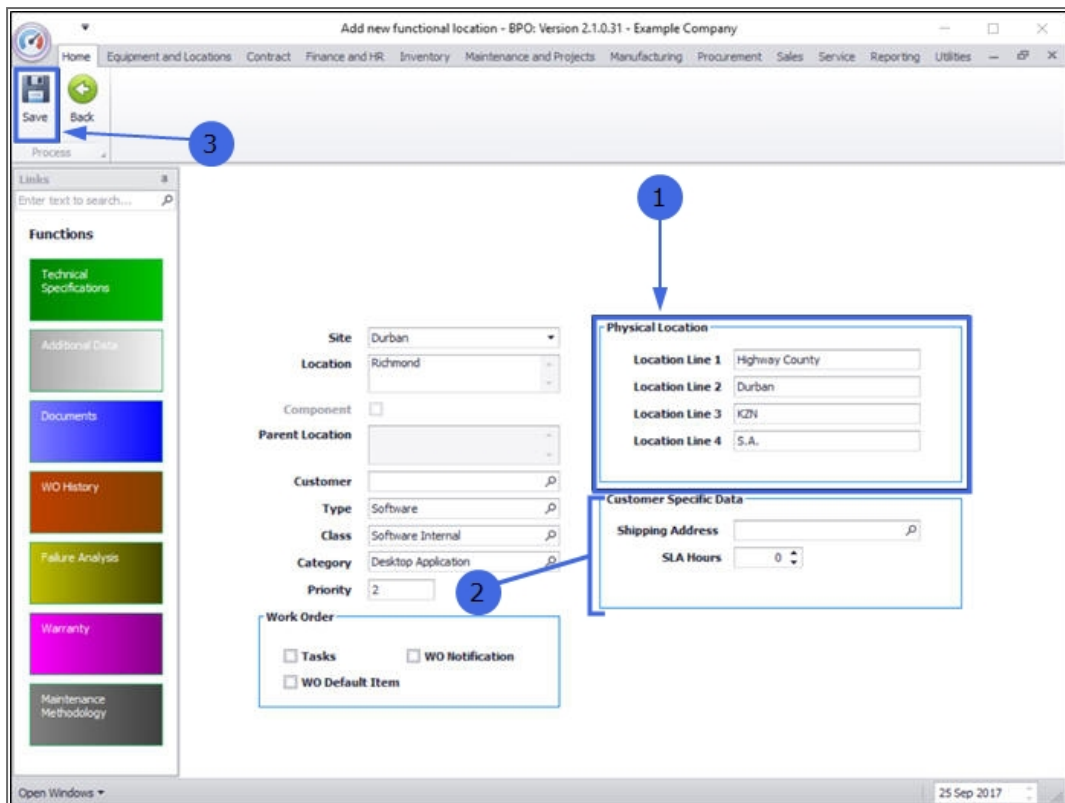 Add new functional location - BPO: Version 2.1.0.31 - Example Company
Home Equipment and Locations Contract Finance and HR Inventory Maintenance and Projects Manufacturing Procurement Sales Service Reporting Utilities
Save Back
3
Process
Links
Enter text to search...
1
Functions
Technical
Specifications
Additional Data
Documents
WO History
Failure Analysis
Warranty
Maintenance
Methodology
Site Durban
Location Richmond
Component
Parent Location
Customer
Type Software
Class Software Internal
Category Desktop Application
Priority 2
Work Order
Tasks WO Notification
WO Default Item
Physical Location
Location Line 1 Highway County
Location Line 2 Durban
Location Line 3 KZN
Location Line 4 S.A.
Customer Specific Data
Shipping Address
SLA Hours 0
2
Open Windows 25 Sep 2017